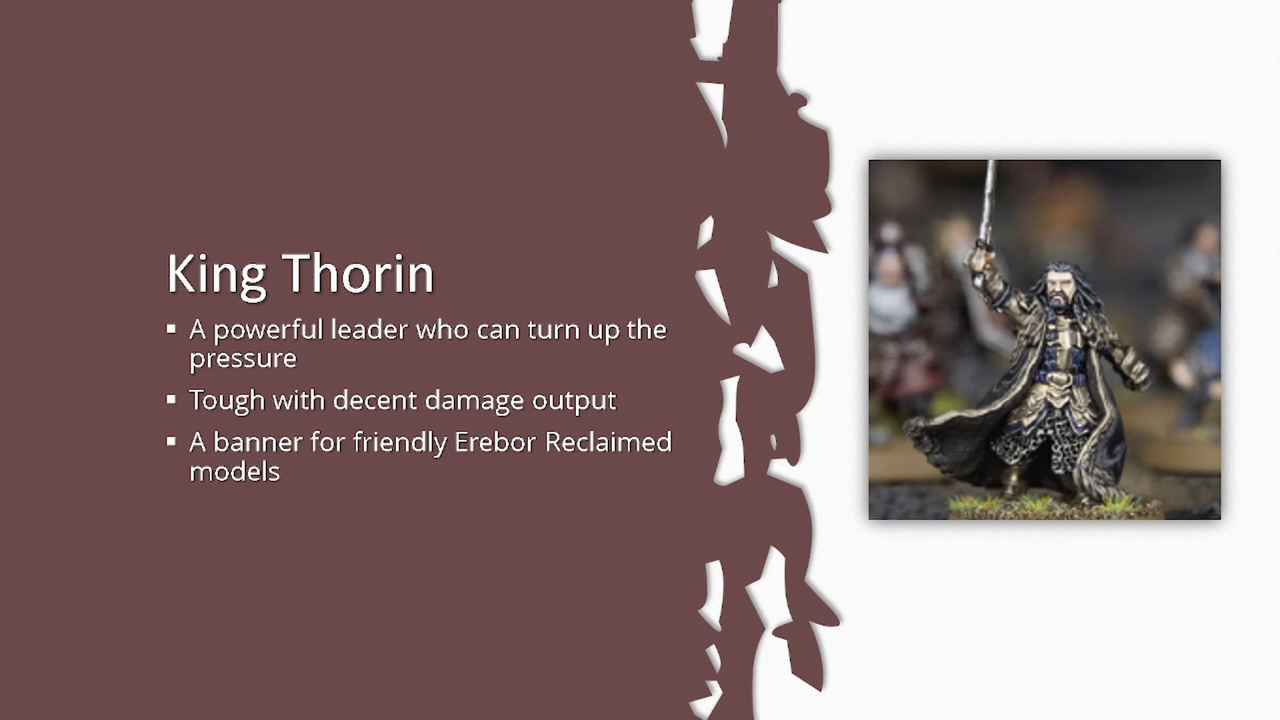 King Thorin
▪ A powerful leader who can turn up the
pressure
▪ Tough with decent damage output
▪ A banner for friendly Erebor Reclaimed
models